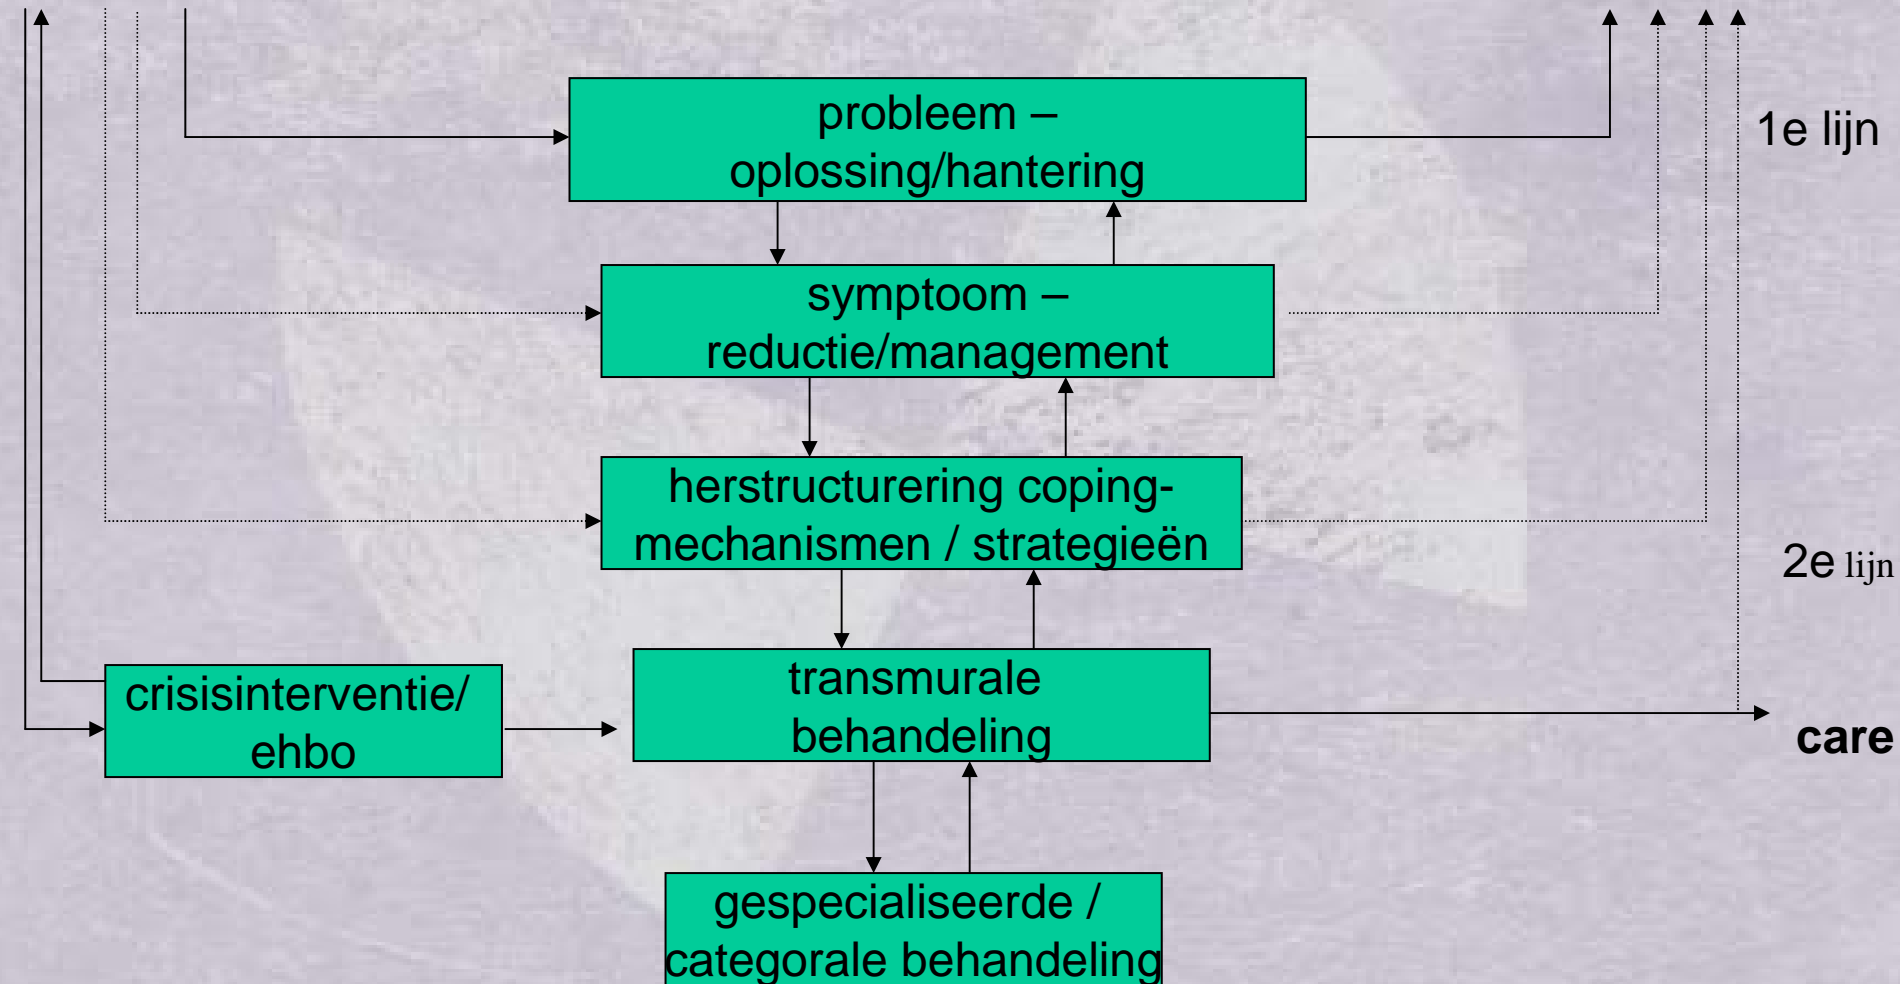 probleem –
oplossing/hantering
1e lijn
symptoom –
reductie/management
herstructurering coping-
mechanismen / strategieën
2e lijn
crisisinterventie/
ehbo
transmurale
behandeling
care
gespecialiseerde /
categorale behandeling